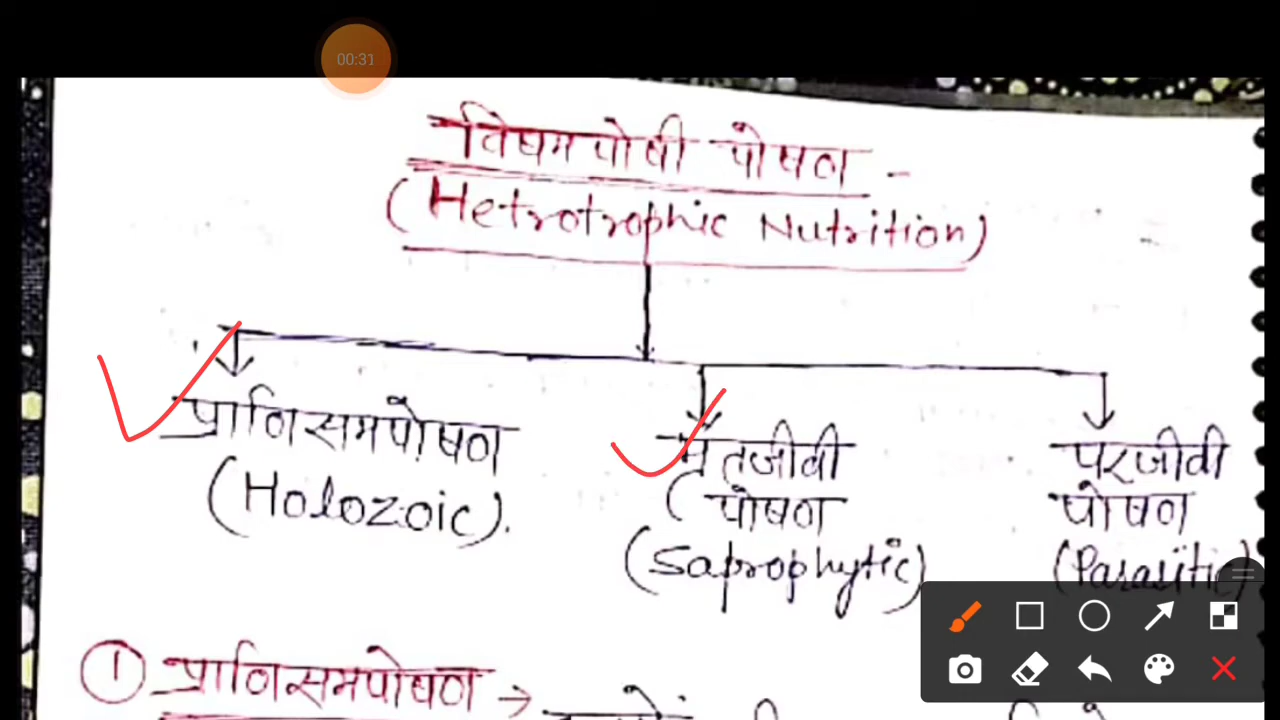 00:31
विषमपोषी पोषण -
(Hetrotrophic Nutrition)
प्राणिसमपोषण
(Holozoic).
मृतजीवी
(पोषण
(Saprophytic)
परजीवी
पोषण
(Parasitic)
① प्राणिसमपोषण →